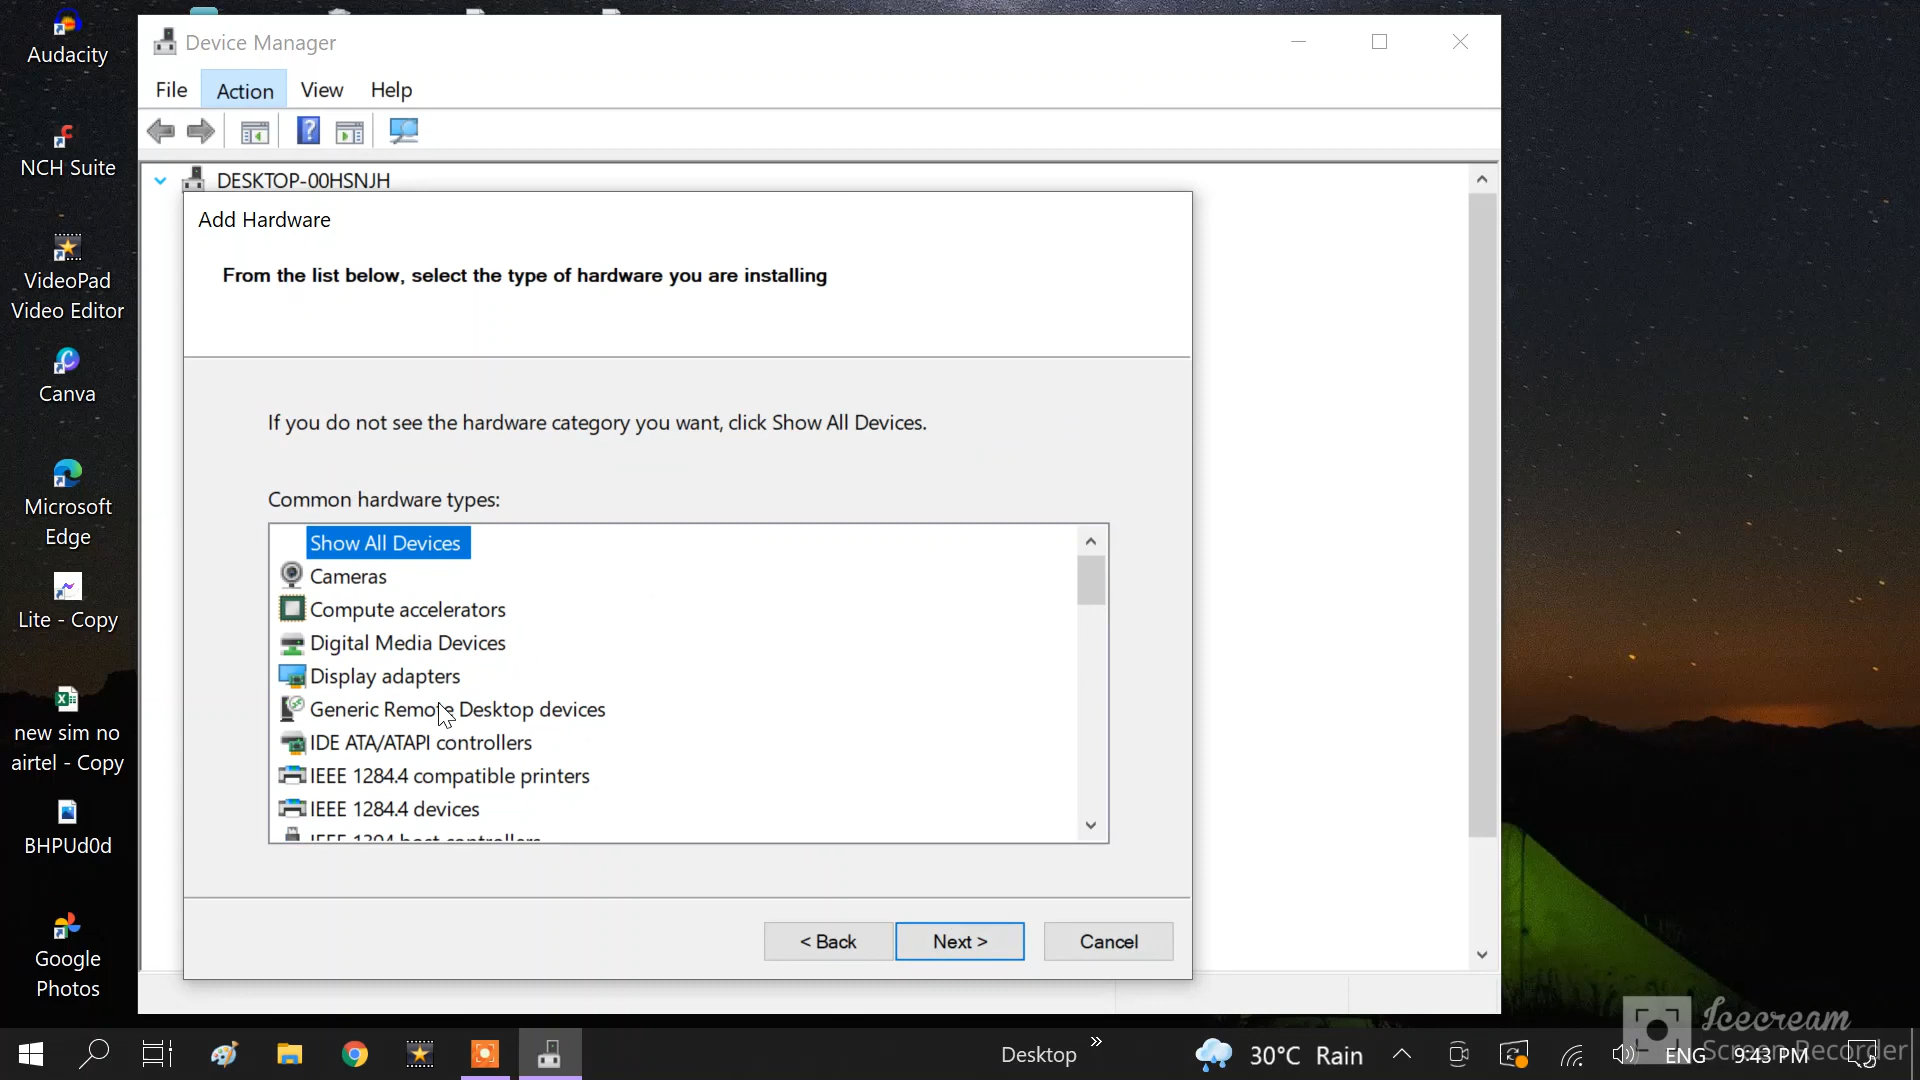 Audacity
NCH Suite
VideoPad
Video Editor
Canva
Microsoft
Edge
Lite - Copy
new sim no
airtel - Copy
BHPUd0d
Google
Photos
Device Manager
File Action View Help
DESKTOP-00HSNJH
Add Hardware
From the list below, select the type of hardware you are installing
If you do not see the hardware category you want, click Show All Devices.
Common hardware types:
Show All Devices
Cameras
Compute accelerators
Digital Media Devices
Display adapters
Generic Remote Desktop devices
IDE ATA/ATAPI controllers
IEEE 1284.4 compatible printers
IEEE 1284.4 devices
IEEE 1394 host controllers
< Back Next > Cancel
Icecream
Screen Recorder
Desktop 30°C Rain ENG 9:43 PM